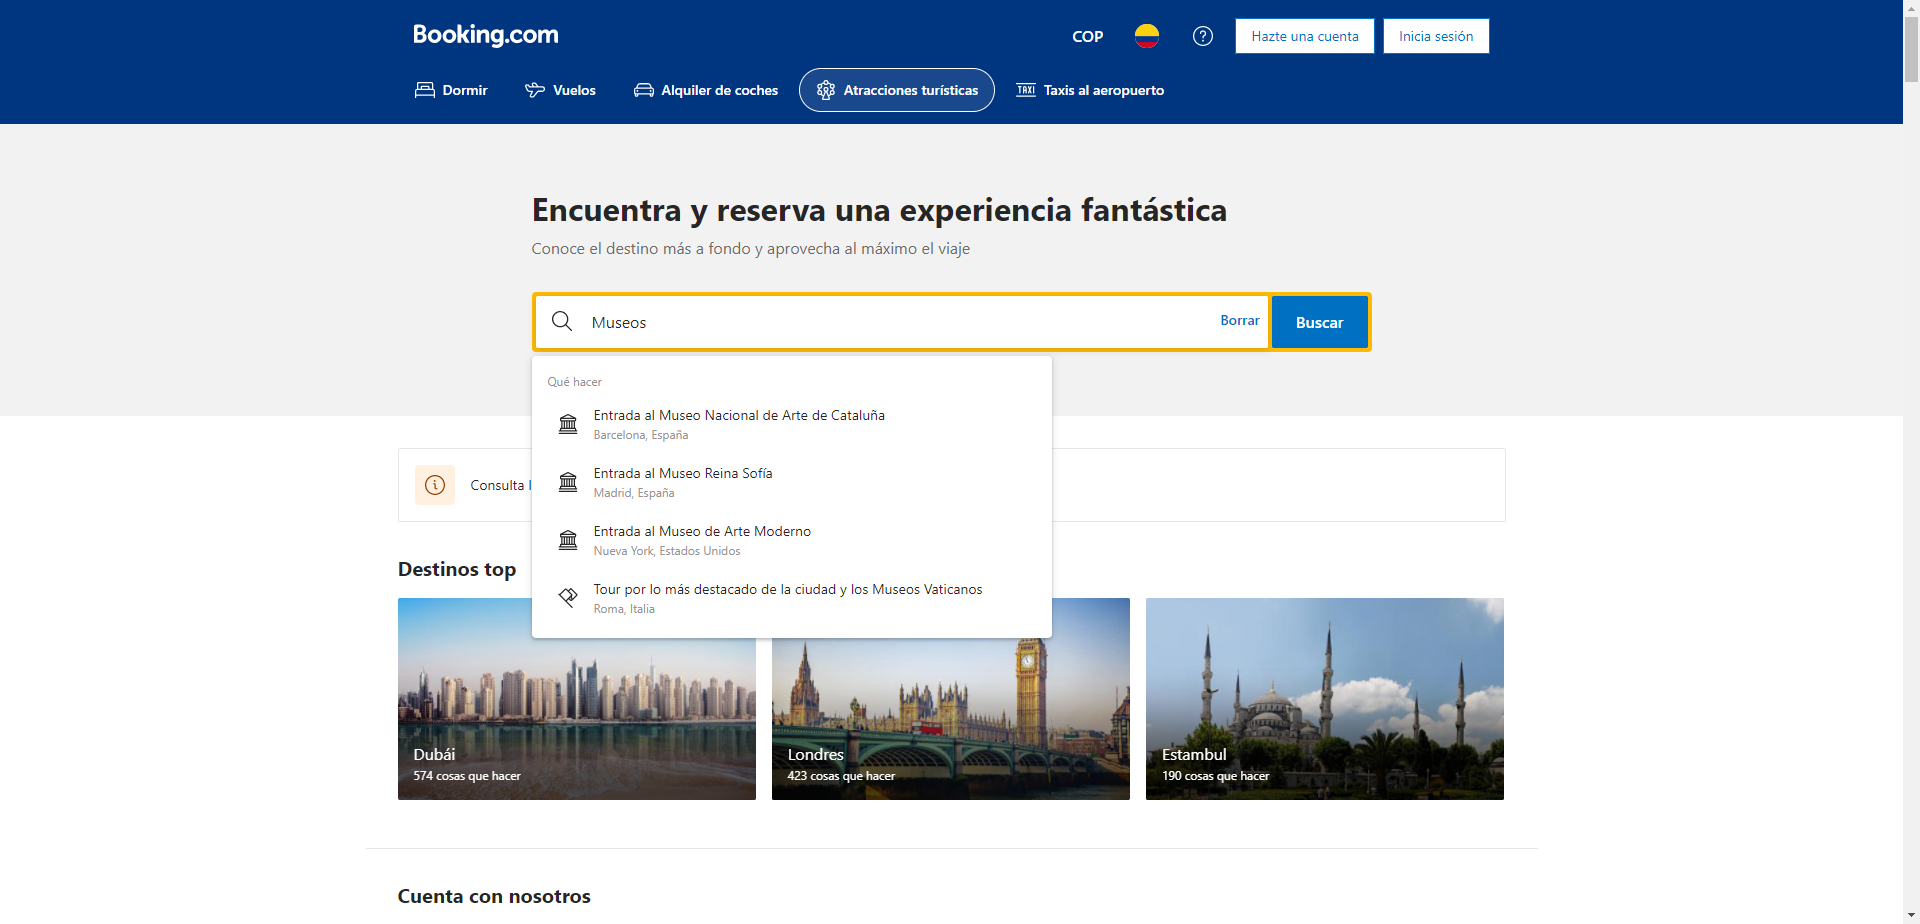 Booking.com
COP
Hazte una cuenta
Inicia sesión
Dormir
Vuelos
Alquiler de coches
Atracciones turísticas
TAXI
Taxis al aeropuerto
Encuentra y reserva una experiencia fantástica
Conoce el destino más a fondo y aprovecha al máximo el viaje
Museos
Borrar
Buscar
Qué hacer
Entrada al Museo Nacional de Arte de Cataluña
Barcelona, España
Entrada al Museo Reina Sofía
Madrid, España
Entrada al Museo de Arte Moderno
Nueva York, Estados Unidos
Tour por lo más destacado de la ciudad y los Museos Vaticanos
Roma, Italia
Consulta
Destinos top
Dubái
574 cosas que hacer
Londres
423 cosas que hacer
Estambul
190 cosas que hacer
Cuenta con nosotros